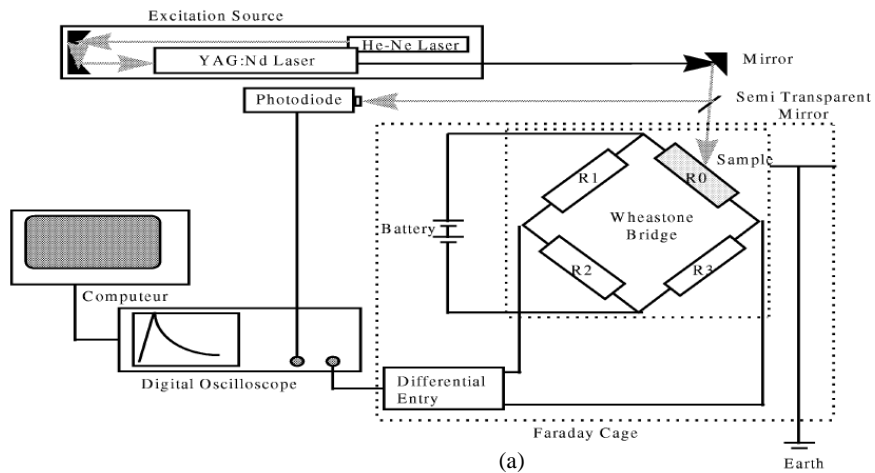 Excitation Source
He-Ne Laser
YAG:Nd Laser
Mirror
Photodiode
Semi Transparent
Mirror
Sample
R1
R0
Battery
Wheastone
Bridge
R2
R3
Computeur
Digital Oscilloscope
Differential
Entry
Faraday Cage
Earth
(a)